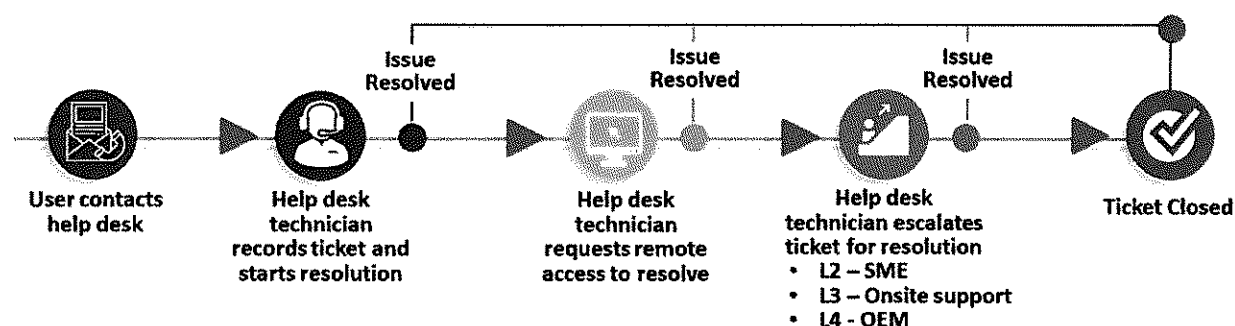 Issue
Resolved
Issue
Resolved
Issue
Resolved
User contacts
help desk
Help desk
technician
records ticket and
starts resolution
Help desk
technician
requests remote
access to resolve
Help desk
technician escalates
ticket for resolution
• L2 – SME
• L3 – Onsite support
• L4 - OEM
Ticket Closed